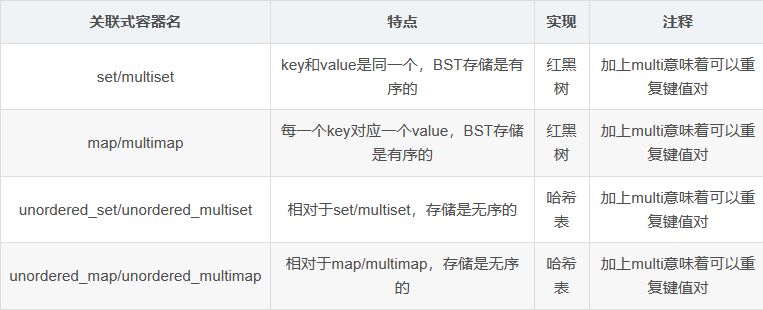 关联式容器名 特点 实现 注释
set/multiset
key和value是同一个，BST存储是有
序的
红黑
树
加上multi意味着可以重
复键值对
map/multimap
每一个key对应一个value，BST存储
是有序的
红黑
树
加上multi意味着可以重
复键值对
unordered_set/unordered_multiset
相对于set/multiset，存储是无序的
哈希
表
加上multi意味着可以重
复键值对
unordered_map/unordered_multimap
相对于map/multimap，存储是无序
的
哈希
表
加上multi意味着可以重
复键值对